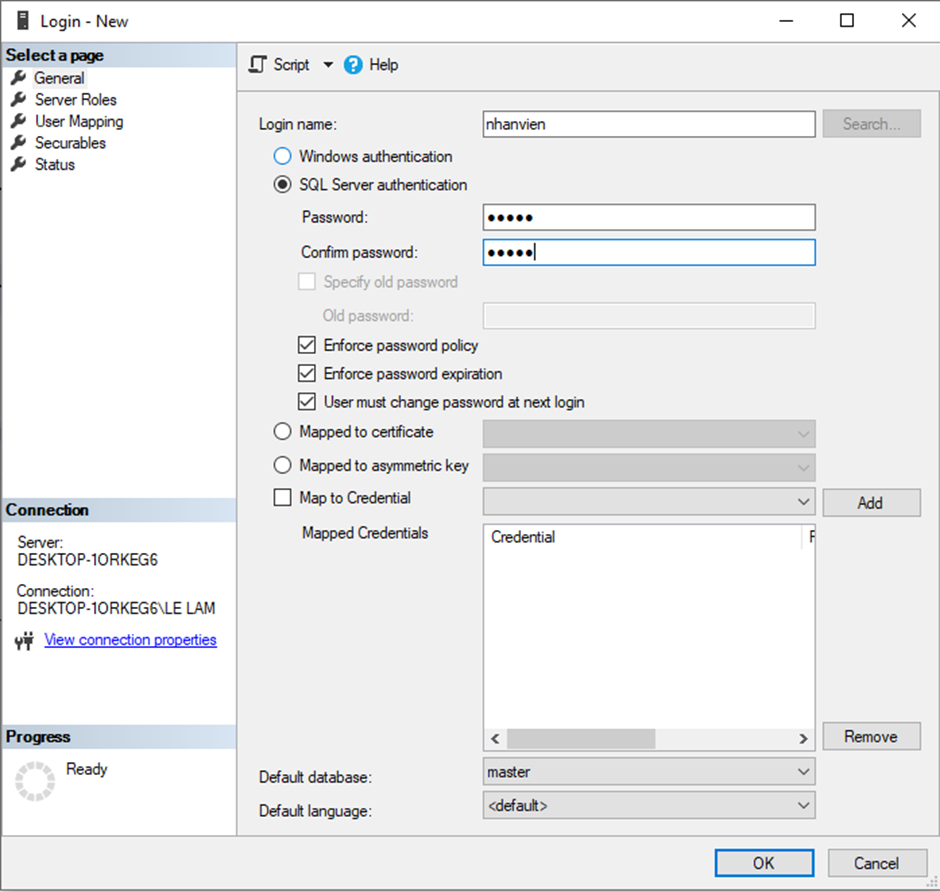 Login - New
Select a page
General
Server Roles
User Mapping
Securables
Status
Connection
Server:
DESKTOP-1ORKEG6
Connection:
DESKTOP-1ORKEG6\LE LAM
View connection properties
Progress
Ready
Script
Help
Login name:
nhanvien
Search...
Windows authentication
SQL Server authentication
Password:
●●●●●
Confirm password:
●●●●●
Specify old password
Old password:
Enforce password policy
Enforce password expiration
User must change password at next login
Mapped to certificate
Mapped to asymmetric key
Map to Credential
Add
Mapped Credentials
Credential
Remove
Default database:
master
Default language:
<default>
OK
Cancel